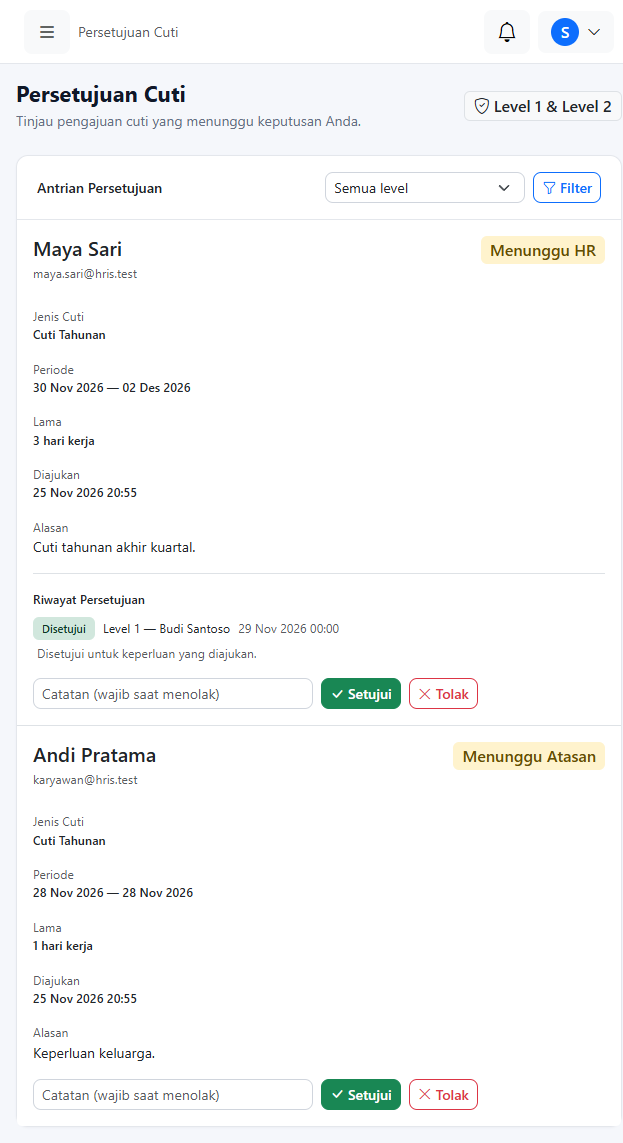 Persetujuan Cuti
S
Persetujuan Cuti
Tinjau pengajuan cuti yang menunggu keputusan Anda.
Level 1 & Level 2
Antrian Persetujuan
Semua level
Filter
Maya Sari
Menunggu HR
maya.sari@hris.test
Jenis Cuti
Cuti Tahunan
Periode
30 Nov 2026 — 02 Des 2026
Lama
3 hari kerja
Diajukan
25 Nov 2026 20:55
Alasan
Cuti tahunan akhir kuartal.
Riwayat Persetujuan
Disetujui Level 1 — Budi Santoso 29 Nov 2026 00:00
Disetujui untuk keperluan yang diajukan.
Catatan (wajib saat menolak)
Setujui
Tolak
Andi Pratama
Menunggu Atasan
karyawan@hris.test
Jenis Cuti
Cuti Tahunan
Periode
28 Nov 2026 — 28 Nov 2026
Lama
1 hari kerja
Diajukan
25 Nov 2026 20:55
Alasan
Keperluan keluarga.
Catatan (wajib saat menolak)
Setujui
Tolak